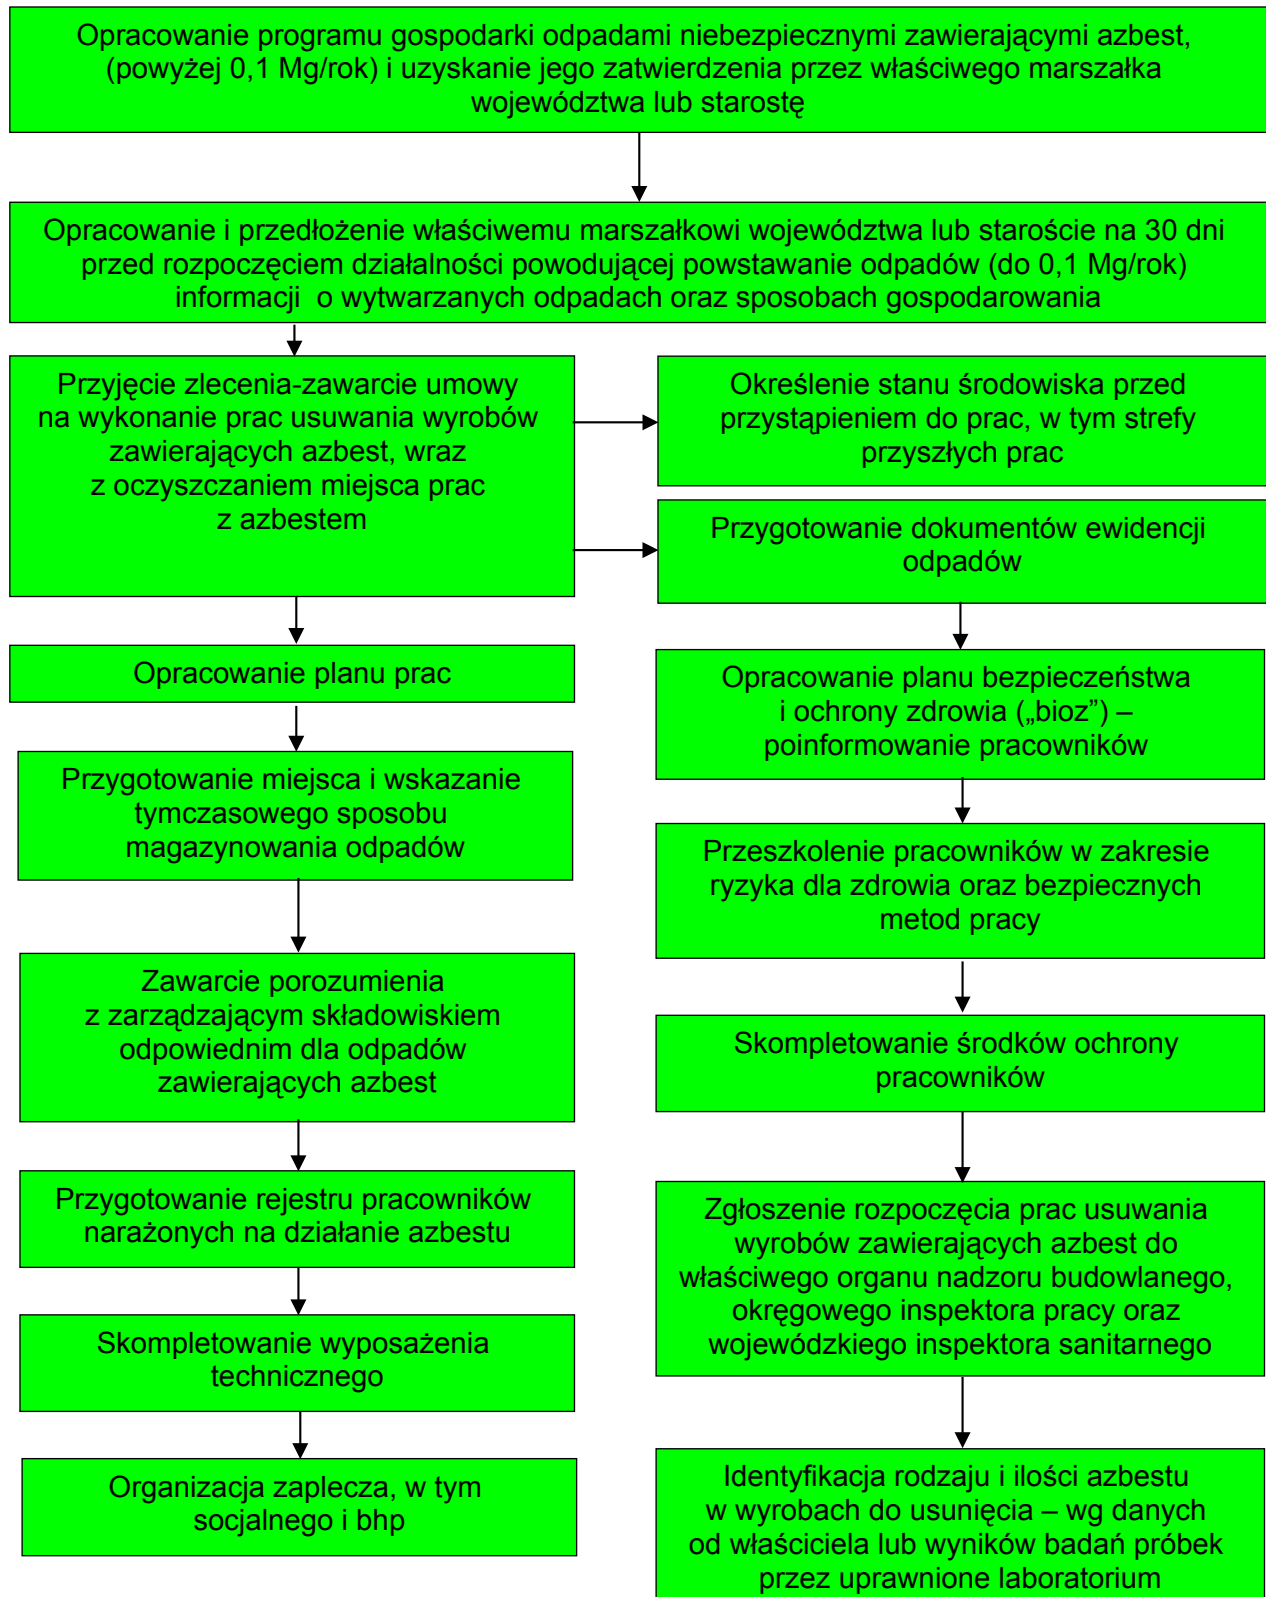 Opracowanie programu gospodarki odpadami niebezpiecznymi zawierającymi azbest,
(powyżej 0,1 Mg/rok) i uzyskanie jego zatwierdzenia przez właściwego marszałka
województwa lub starostę
Opracowanie i przedłożenie właściwemu marszałkowi województwa lub staroście na 30 dni
przed rozpoczęciem działalności powodującej powstawanie odpadów (do 0,1 Mg/rok)
informacji o wytwarzanych odpadach oraz sposobach gospodarowania
Przyjęcie zlecenia-zawarcie umowy
na wykonanie prac usuwania wyrobów
zawierających azbest, wraz
z oczyszczaniem miejsca prac
z azbestem
Określenie stanu środowiska przed
przystąpieniem do prac, w tym strefy
przyszłych prac
Przygotowanie dokumentów ewidencji
odpadów
Opracowanie planu prac
Przygotowanie miejsca i wskazanie
tymczasowego sposobu
magazynowania odpadów
Zawarcie porozumienia
z zarządzającym składowiskiem
odpowiednim dla odpadów
zawierających azbest
Przygotowanie rejestru pracowników
narażonych na działanie azbestu
Skompletowanie wyposażenia
technicznego
Organizacja zaplecza, w tym
socjalnego i bhp
Opracowanie planu bezpieczeństwa
i ochrony zdrowia („bioz”) –
poinformowanie pracowników
Przeszkolenie pracowników w zakresie
ryzyka dla zdrowia oraz bezpiecznych
metod pracy
Skompletowanie środków ochrony
pracowników
Zgłoszenie rozpoczęcia prac usuwania
wyrobów zawierających azbest do
właściwego organu nadzoru budowlanego,
okręgowego inspektora pracy oraz
wojewódzkiego inspektora sanitarnego
Identyfikacja rodzaju i ilości azbestu
w wyrobach do usunięcia – wg danych
od właściciela lub wyników badań próbek
przez uprawnione laboratorium